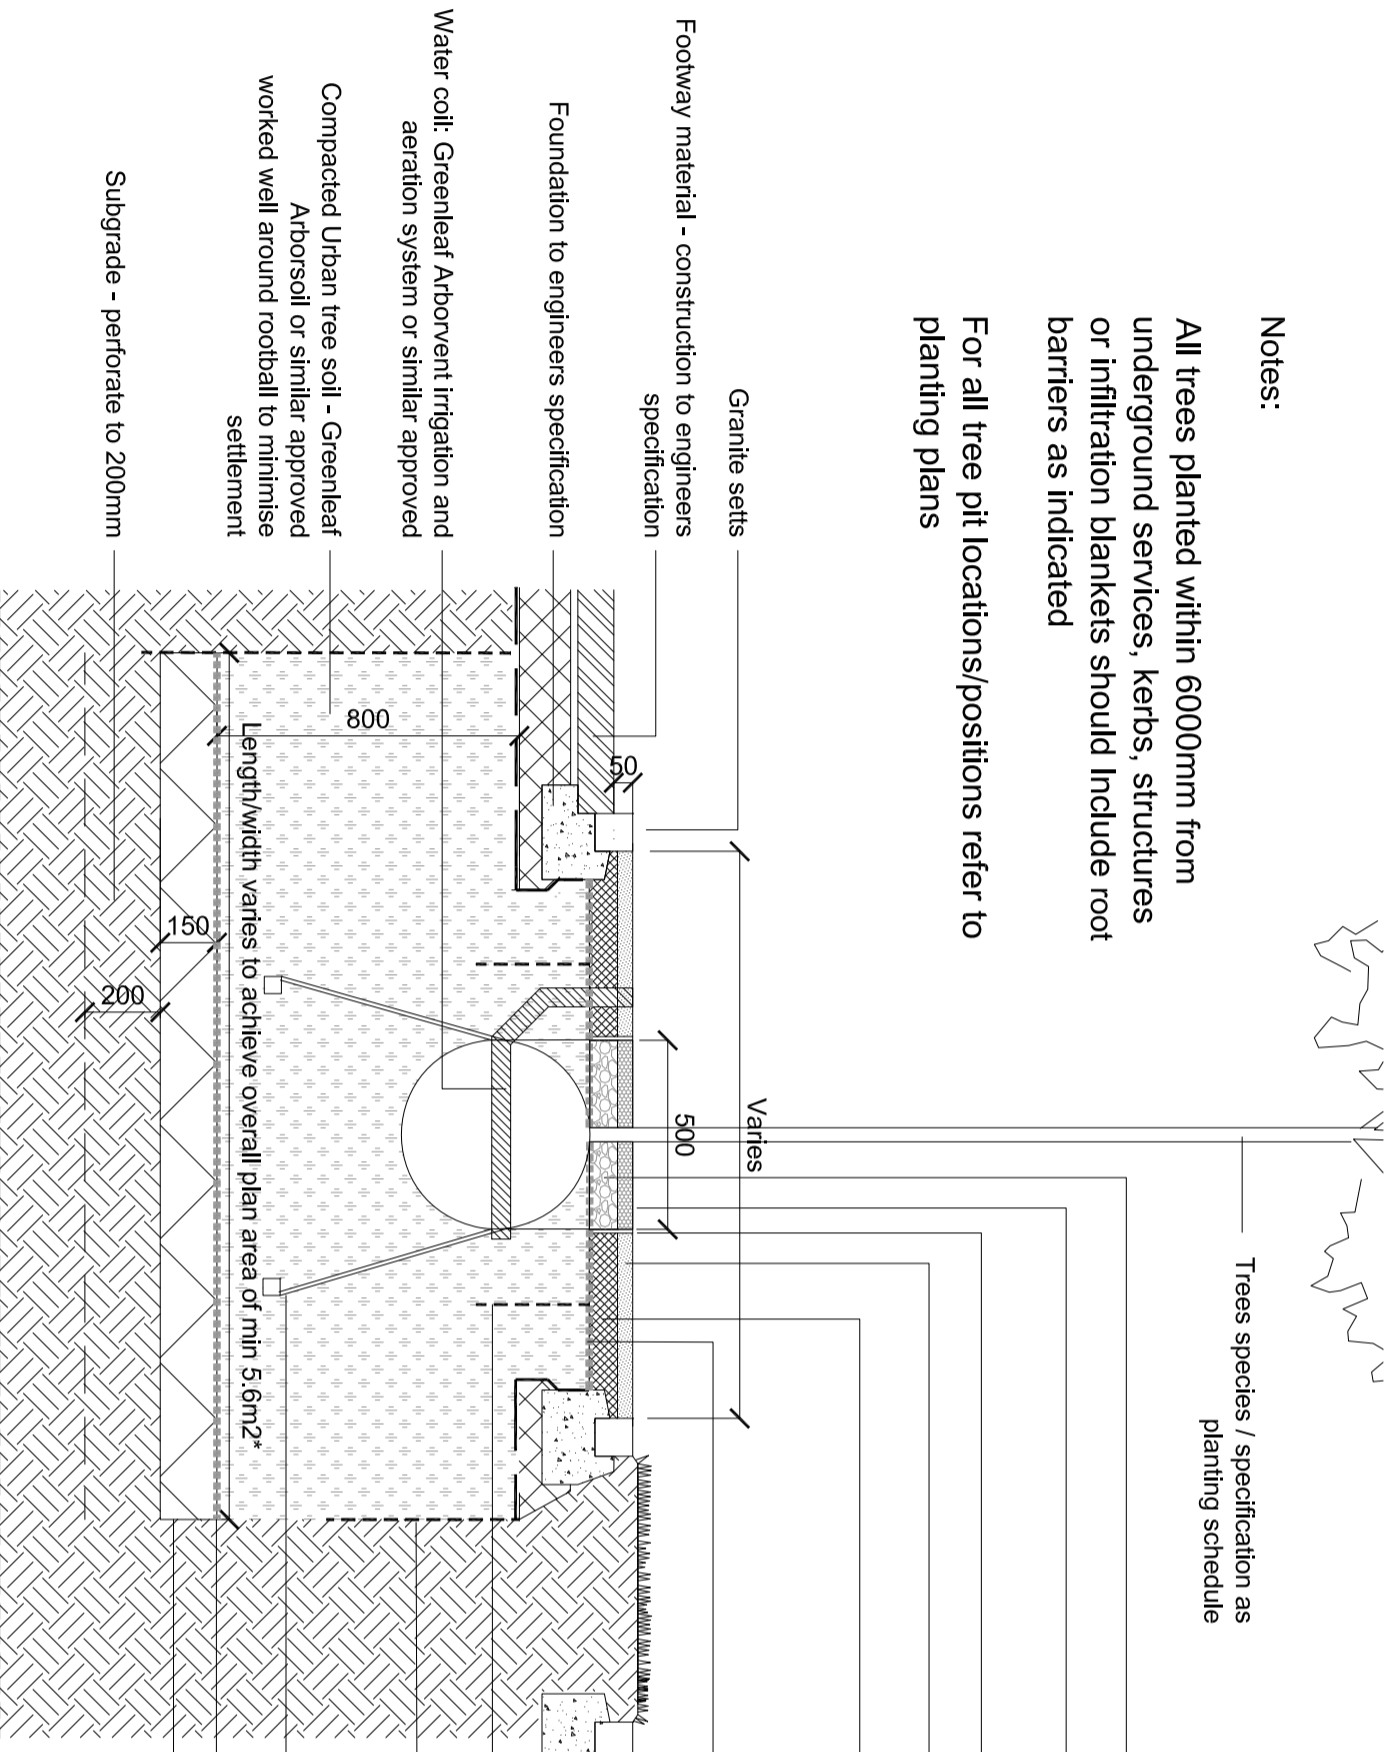 Notes:
All trees planted within 6000mm from
underground services, kerbs, structures
or infiltration blankets should Include root
barriers as indicated
For all tree pit locations/positions refer to
planting plans
Trees species / specification as
planting schedule
Granite setts
Footway material - construction to engineers
specification
Foundation to engineers specification
Water coil: Greenleaf Arborvent irrigation and
aeration system or similar approved
Compacted Urban tree soil - Greenleaf
Arborsoil or similar approved
worked well around rootball to minimise
settlement
Subgrade - perforate to 200mm
Varies
500
50
800
Length/width varies to achieve overall plan area of min 5.6m2*
150
200